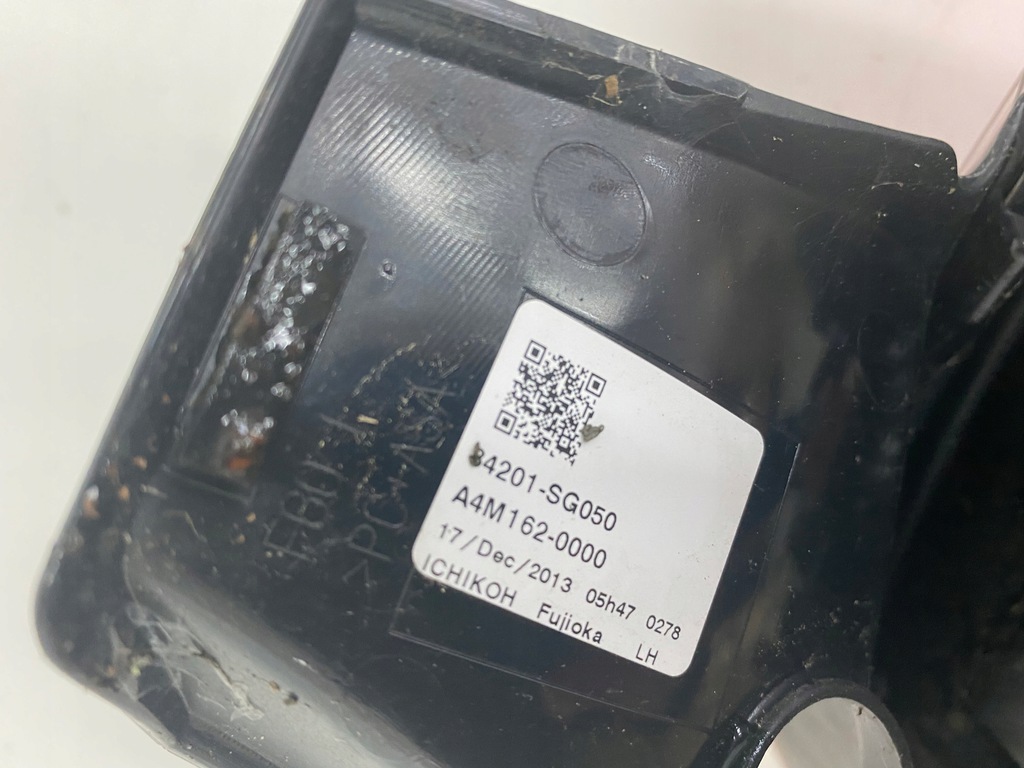 84201-SG050
A4M162-0000
17/Dec/2013 05h47 0278
ICHIKOH Fujioka LH